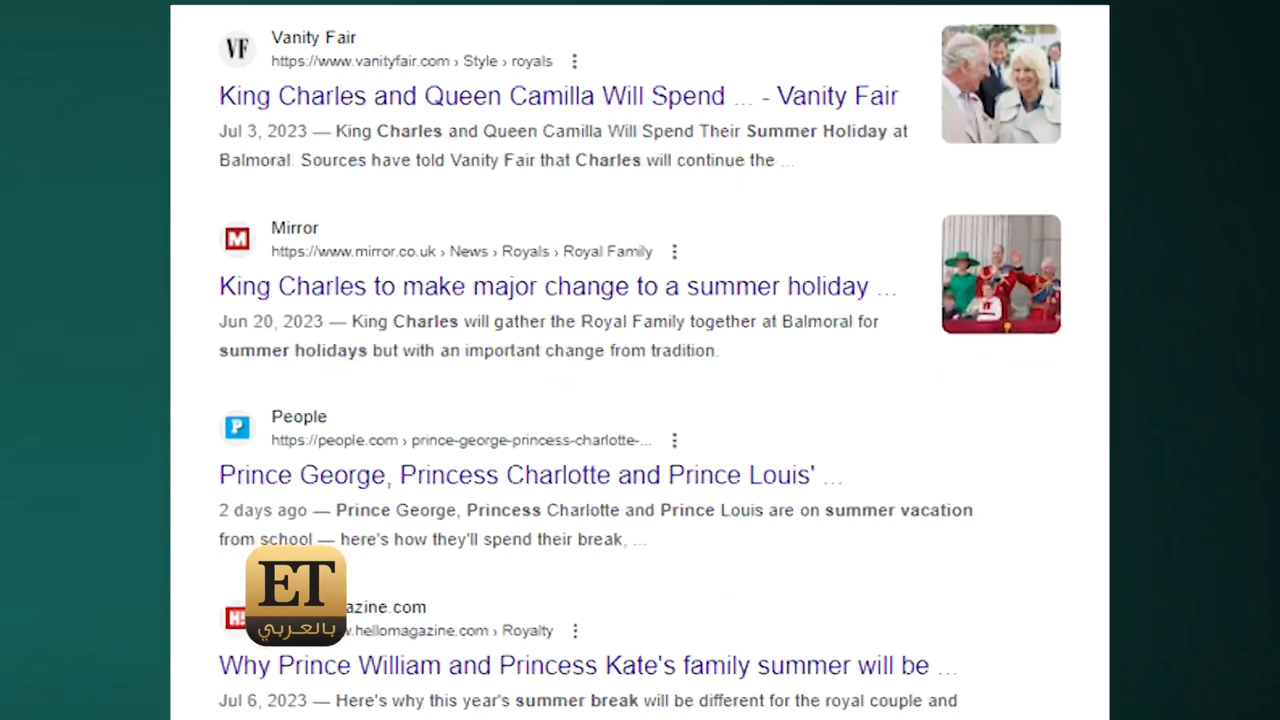 VF
Vanity Fair
https://www.vanityfair.com › Style › royals
King Charles and Queen Camilla Will Spend ... - Vanity Fair
Jul 3, 2023 — King Charles and Queen Camilla Will Spend Their Summer Holiday at
Balmoral. Sources have told Vanity Fair that Charles will continue the ...
M
Mirror
https://www.mirror.co.uk › News › Royals › Royal Family
King Charles to make major change to a summer holiday ...
Jun 20, 2023 — King Charles will gather the Royal Family together at Balmoral for
summer holidays but with an important change from tradition.
P
People
https://people.com › prince-george-princess-charlotte-...
Prince George, Princess Charlotte and Prince Louis' ...
2 days ago — Prince George, Princess Charlotte and Prince Louis are on summer vacation
from school — here's how they'll spend their break, ...
ET
بالعربي
H!
azine.com
.hellomagazine.com › Royalty
Why Prince William and Princess Kate's family summer will be ...
Jul 6, 2023 — Here's why this year's summer break will be different for the royal couple and